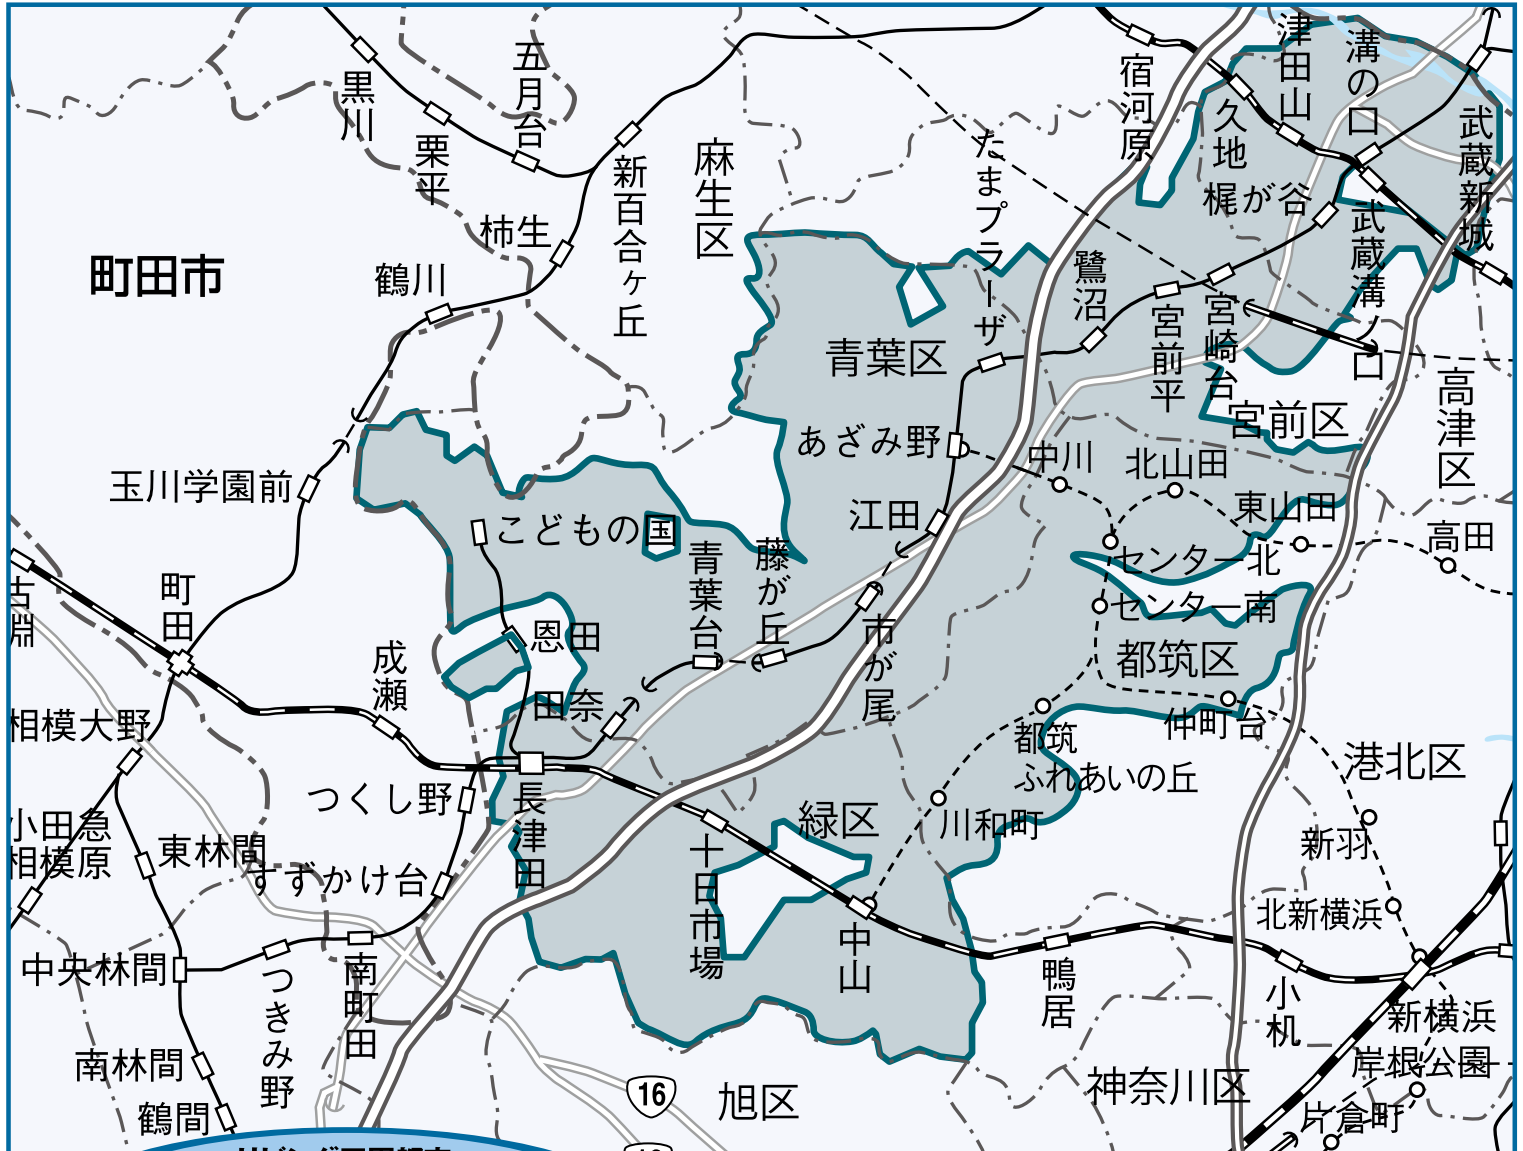 黒川
五月台
栗平
新百合ヶ丘
柿生
鶴川
町田市
麻生区
たまプラーザ
宿河原
津田山
久地
溝の口
武蔵新城
梶が谷
武蔵溝ノ口
鷺沼
宮前平
宮崎台
宮前区
高津区
青葉区
あざみ野
中川
北山田
東山田
高田
江田
センター北
センター南
都筑区
仲町台
都筑
ふれあいの丘
川和町
港北区
新羽
北新横浜
新横浜
岸根公園
片倉町
神奈川区
小机
鴨居
中山
緑区
十日市場
長津田
田奈
恩田
こどもの国
青葉台
藤が丘
市が尾
玉川学園前
古淵
町田
成瀬
相模大野
小田急
相模原
東林間
つくし野
すずかけ台
中央林間
つきみ野
南町田
南林間
鶴間
旭区
16